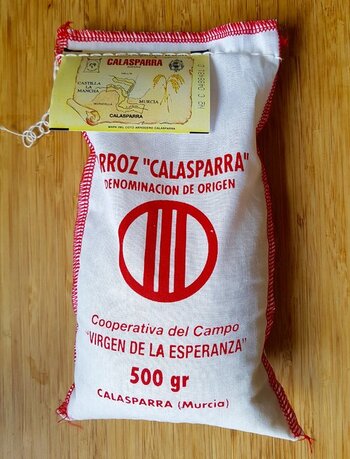 CALASPARRA
CASTILLA
LA
MANCHA
MURCIA
CALASPARRA
RROZ "CALASPARRA"
DENOMINACION DE ORIGEN
Cooperativa del Campo
"VIRGEN DE LA ESPERANZA"
500 gr
CALASPARRA (Murcia)